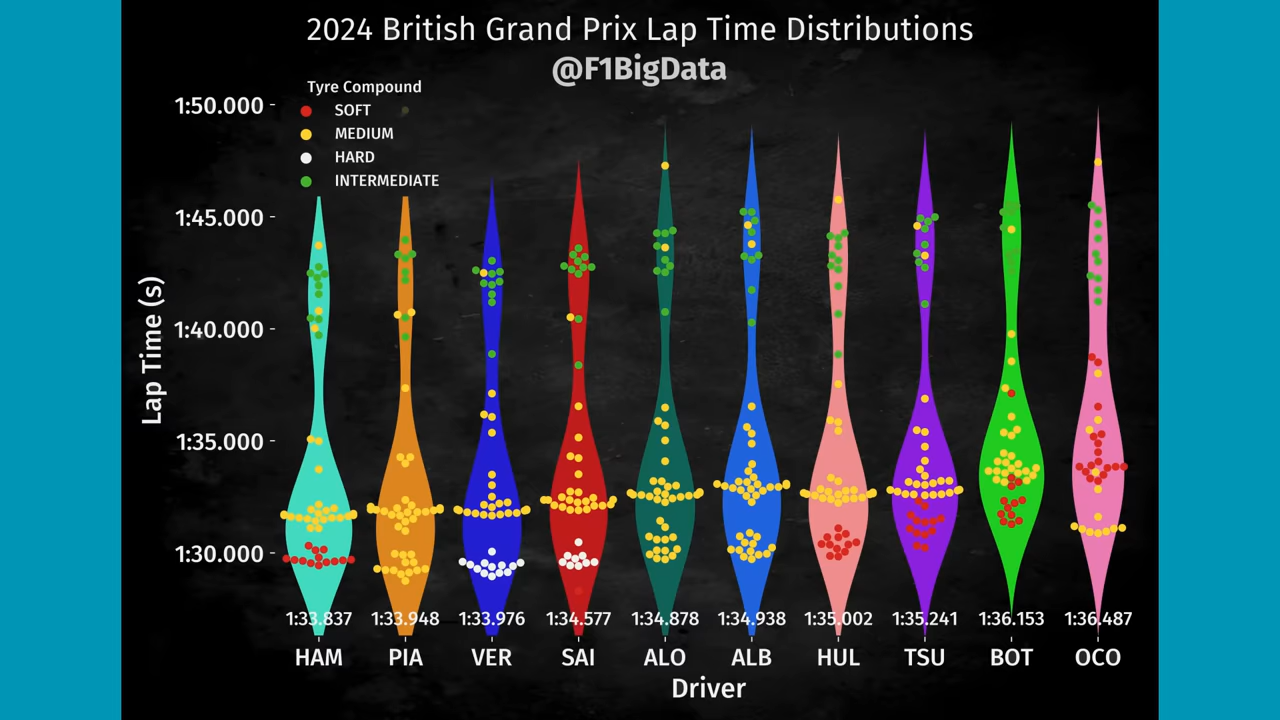 2024 British Grand Prix Lap Time Distributions
@F1BigData
Tyre Compound
SOFT
MEDIUM
HARD
INTERMEDIATE
1:50.000
1:45.000
1:40.000
1:35.000
1:30.000
Lap Time (s)
1:33.837 1:33.948 1:33.976 1:34.577 1:34.878 1:34.938 1:35.002 1:35.241 1:36.153 1:36.487
HAM PIA VER SAI ALO ALB HUL TSU BOT OCO
Driver